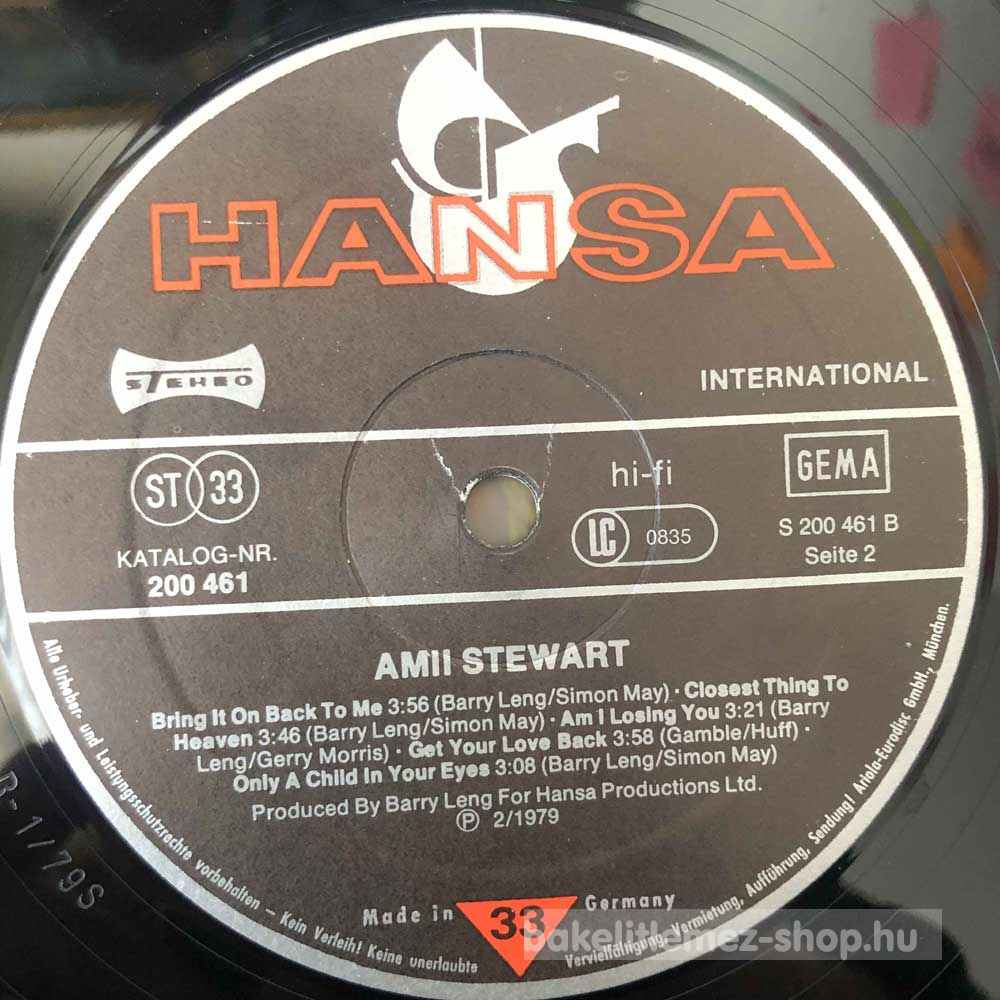 HANSA
STEREO
INTERNATIONAL
ST 33
hi-fi
GEMA
LC 0835
S 200 461 B
KATALOG-NR.
Seite 2
200 461
AMII STEWART
Bring It On Back To Me 3:56 (Barry Leng/Simon May) · Closest Thing To
Heaven 3:46 (Barry Leng/Simon May) · Am I Losing You 3:21 (Barry
Leng/Gerry Morris) · Get Your Love Back 3:58 (Gamble/Huff) ·
Only A Child In Your Eyes 3:08 (Barry Leng/Simon May)
Produced By Barry Leng For Hansa Productions Ltd.
℗ 2/1979
Made in 33 Germany
Alle Urheber- und Leistungsschutzrechte vorbehalten – Kein Verleih! Keine unerlaubte Vervielfältigung, Vermietung, Aufführung, Sendung! Ariola-Eurodisc GmbH., München.
R-1/79S
bakelitlemez-shop.hu